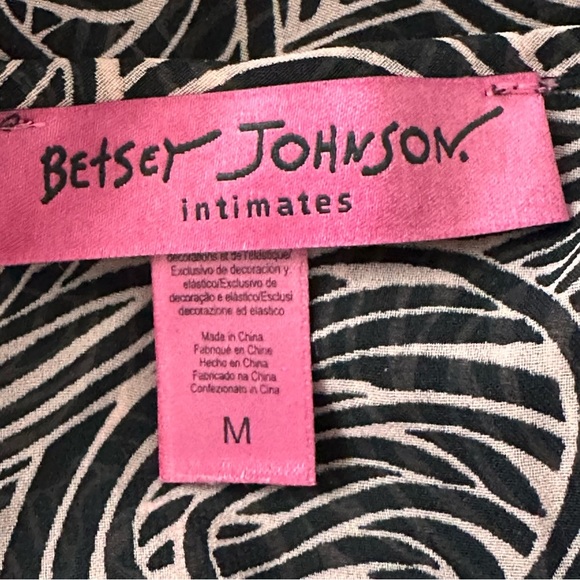 BEtSEY JOHNSON.
intimates
decorations et de l'elastique/
Exclusivo de decoración y
elástico/Exclusivo de
decoração e elástico/Esclusi
decorazione ed elastico
Made in China
Fabriqué en Chine
Hecho en China
Fabricado na China
Confezionato in Cina
M